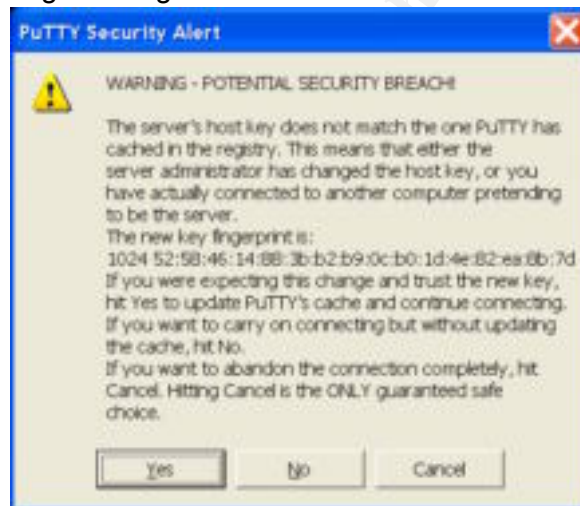 PuTTY Security Alert
WARNING - POTENTIAL SECURITY BREACH!
The server's host key does not match the one PuTTY has
cached in the registry. This means that either the
server administrator has changed the host key, or you
have actually connected to another computer pretending
to be the server.
The new key fingerprint is:
1024 52:58:46:14:88:3b:b2:b9:0c:b0:1d:4e:82:ea:8b:7d
If you were expecting this change and trust the new key,
hit Yes to update PuTTY's cache and continue connecting.
If you want to carry on connecting but without updating
the cache, hit No.
If you want to abandon the connection completely, hit
Cancel. Hitting Cancel is the ONLY guaranteed safe
choice.
Yes No Cancel